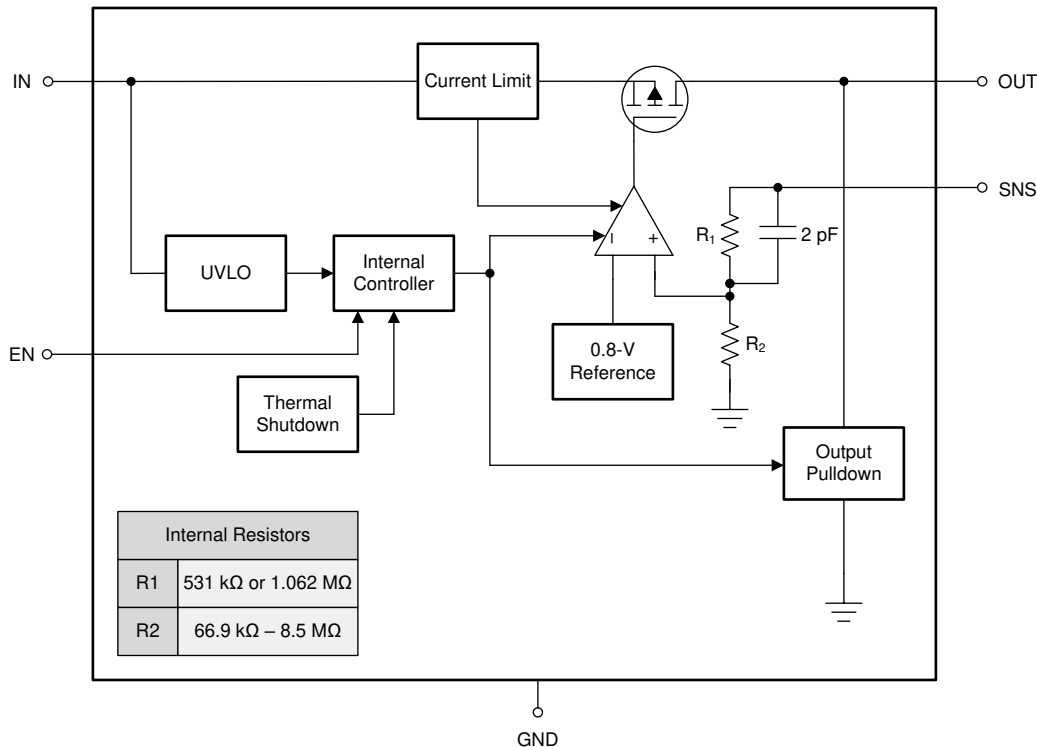 IN
Current Limit
OUT
SNS
R1
2 pF
– +
UVLO
Internal
Controller
EN
0.8-V
Reference
R2
Thermal
Shutdown
Output
Pulldown
Internal Resistors
R1 531 kΩ or 1.062 MΩ
R2 66.9 kΩ – 8.5 MΩ
GND